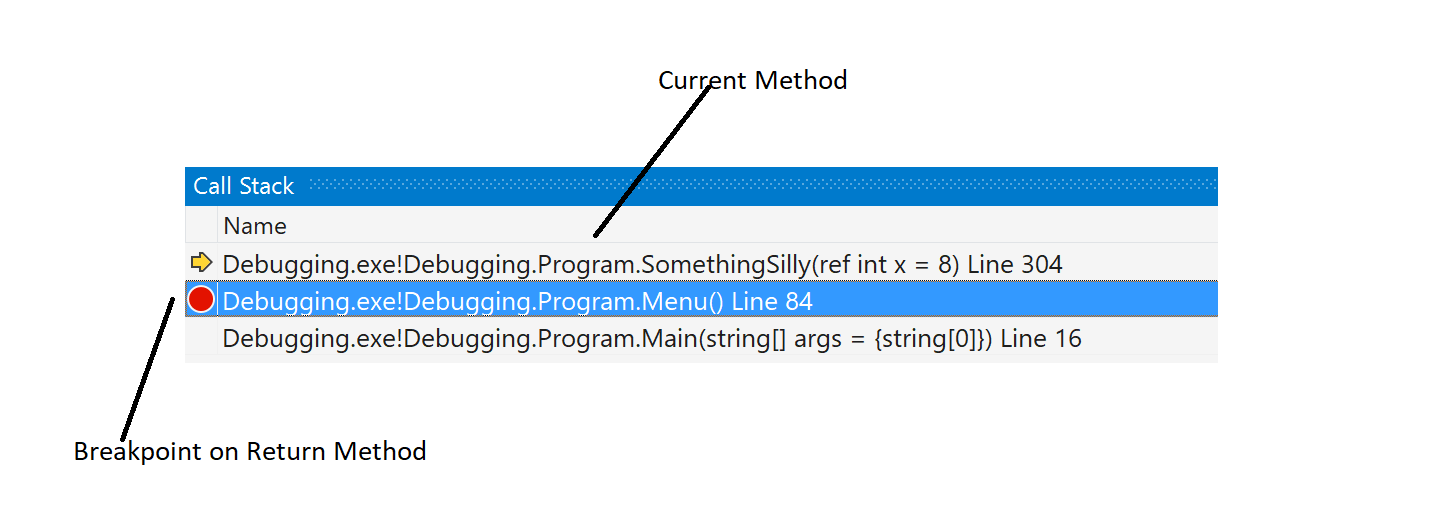 Current Method
Call Stack
Name
Debugging.exe!Debugging.Program.SomethingSilly(ref int x = 8) Line 304
Debugging.exe!Debugging.Program.Menu() Line 84
Debugging.exe!Debugging.Program.Main(string[] args = {string[0]}) Line 16
Breakpoint on Return Method